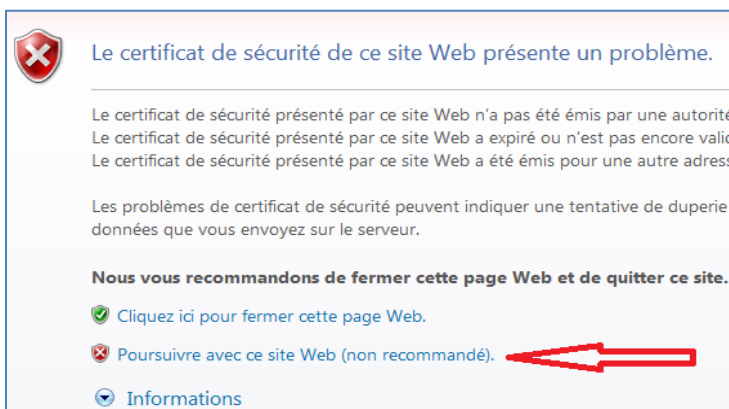 Le certificat de sécurité de ce site Web présente un problème.
Le certificat de sécurité présenté par ce site Web n'a pas été émis par une autorité
Le certificat de sécurité présenté par ce site Web a expiré ou n'est pas encore
Le certificat de sécurité présenté par ce site Web a été émis pour une autre
Les problèmes de certificat de sécurité peuvent indiquer une tentative de duperie
données que vous envoyez sur le serveur.
Nous vous recommandons de fermer cette page Web et de quitter ce site.
Cliquez ici pour fermer cette page Web.
Poursuivre avec ce site Web (non recommandé).
Informations